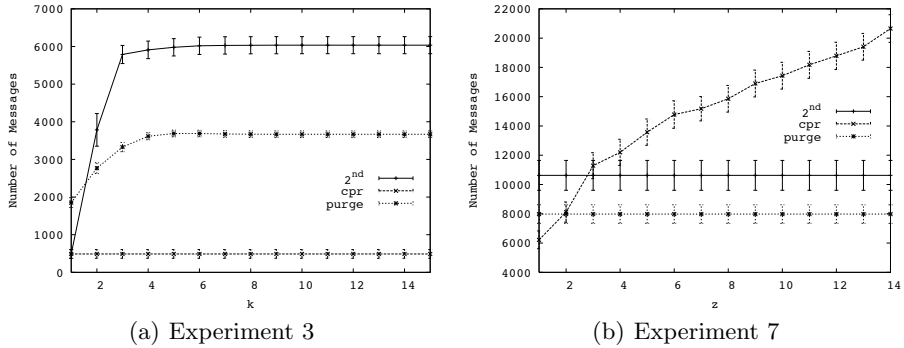 7000
6000
5000
4000
3000
2000
1000
0
Number of Messages
2 4 6 8 10 12 14
k
2nd
cpr
purge
(a) Experiment 3
22000
20000
18000
16000
14000
12000
10000
8000
6000
4000
Number of Messages
2 4 6 8 10 12 14
z
2nd
cpr
purge
(b) Experiment 7